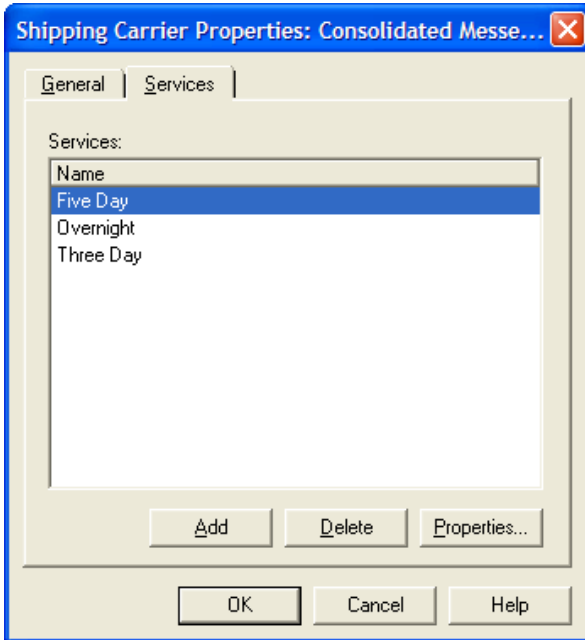 Shipping Carrier Properties: Consolidated Messe...
General Services
Services:
Name
Five Day
Overnight
Three Day
Add Delete Properties...
OK Cancel Help